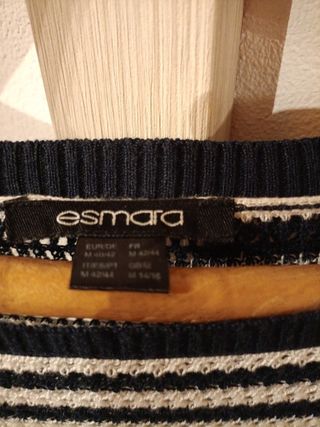 esmara
EUR/DE FR
M 40/42 M 42/44
IT/ES/PT GB/IE
M 42/44 M 14/16